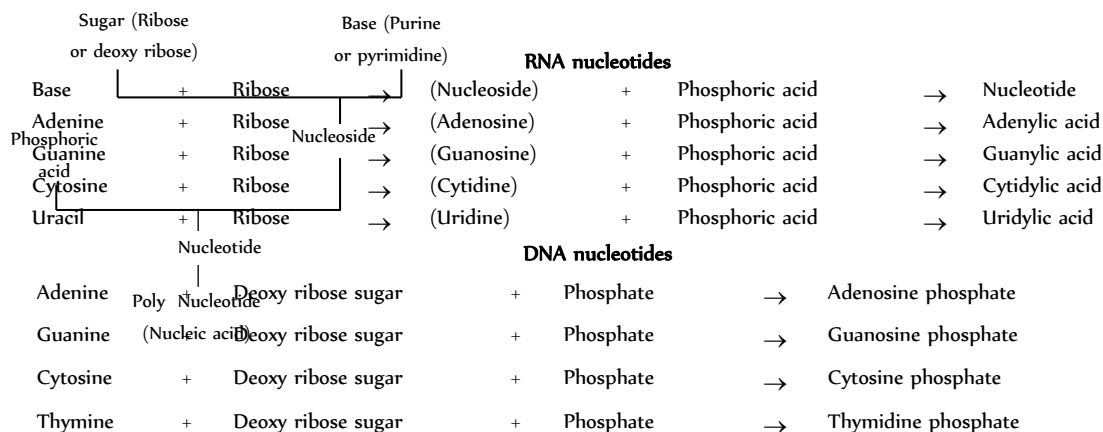 Sugar (Ribose
or deoxy ribose)
Base (Purine
or pyrimidine)
RNA nucleotides
Base + Ribose → (Nucleoside) + Phosphoric acid → Nucleotide
Adenine + Ribose → (Adenosine) + Phosphoric acid → Adenylic acid
Phosphoric
acid
Nucleoside
Guanine + Ribose → (Guanosine) + Phosphoric acid → Guanylic acid
Cytosine + Ribose → (Cytidine) + Phosphoric acid → Cytidylic acid
Uracil + Ribose → (Uridine) + Phosphoric acid → Uridylic acid
Nucleotide
DNA nucleotides
Adenine + Deoxy ribose sugar + Phosphate → Adenosine phosphate
Poly Nucleotide
(Nucleic acid)
Guanine + Deoxy ribose sugar + Phosphate → Guanosine phosphate
Cytosine + Deoxy ribose sugar + Phosphate → Cytosine phosphate
Thymine + Deoxy ribose sugar + Phosphate → Thymidine phosphate